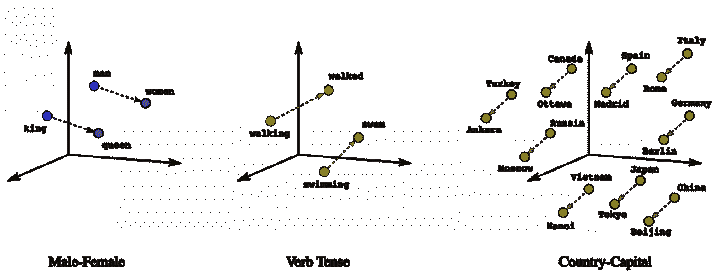 man
woman
king
queen
Male-Female
walked
walking
swam
swimming
Verb Tense
Canada
Spain
Italy
Turkey
Ottawa
Madrid
Rome
Germany
Ankara
Russia
Moscow
Berlin
Vietnam
Japan
China
Hanoi
Tokyo
Beijing
Country-Capital